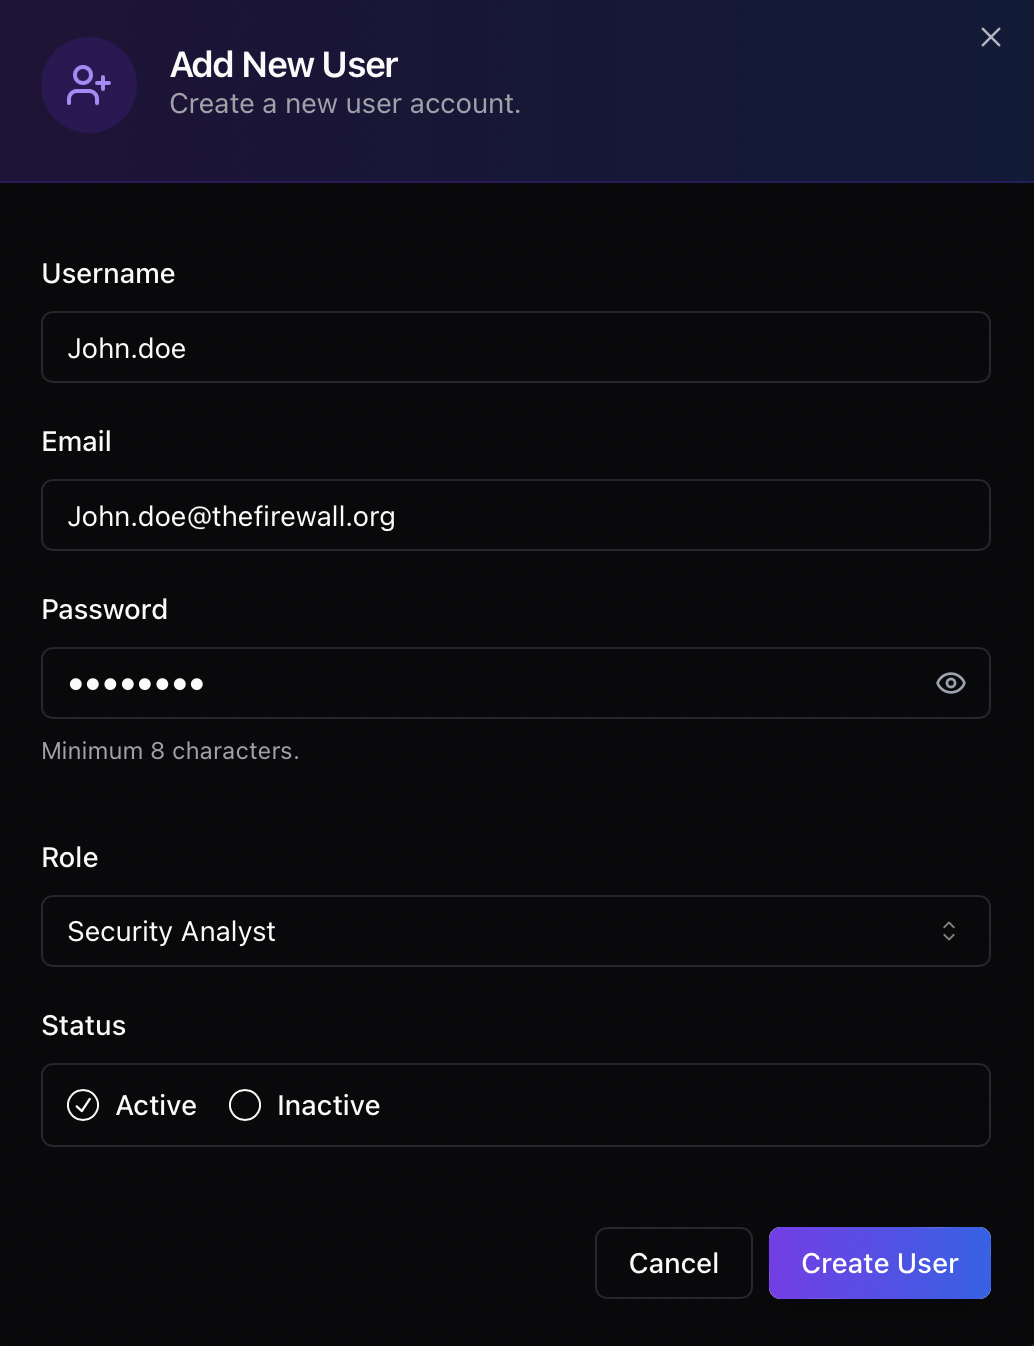 Add New User
Create a new user account.
Username
John.doe
Email
John.doe@thefirewall.org
Password
••••••••
Minimum 8 characters.
Role
Security Analyst
Status
Active Inactive
Cancel Create User